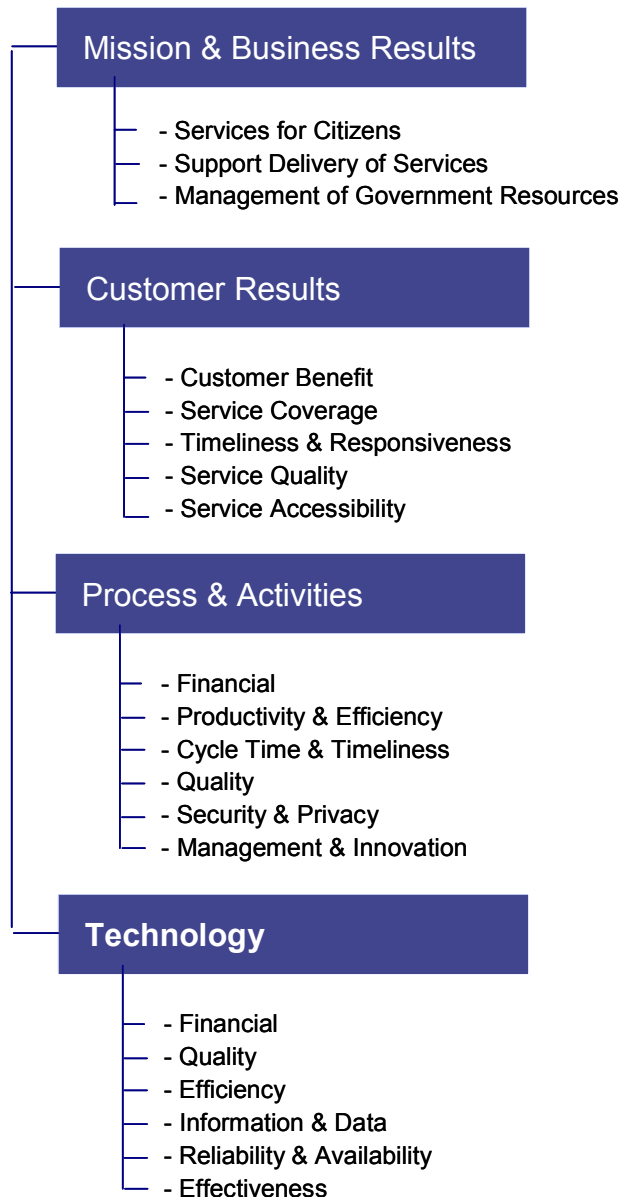 Mission & Business Results
- Services for Citizens
- Support Delivery of Services
- Management of Government Resources
Customer Results
- Customer Benefit
- Service Coverage
- Timeliness & Responsiveness
- Service Quality
- Service Accessibility
Process & Activities
- Financial
- Productivity & Efficiency
- Cycle Time & Timeliness
- Quality
- Security & Privacy
- Management & Innovation
Technology
- Financial
- Quality
- Efficiency
- Information & Data
- Reliability & Availability
- Effectiveness